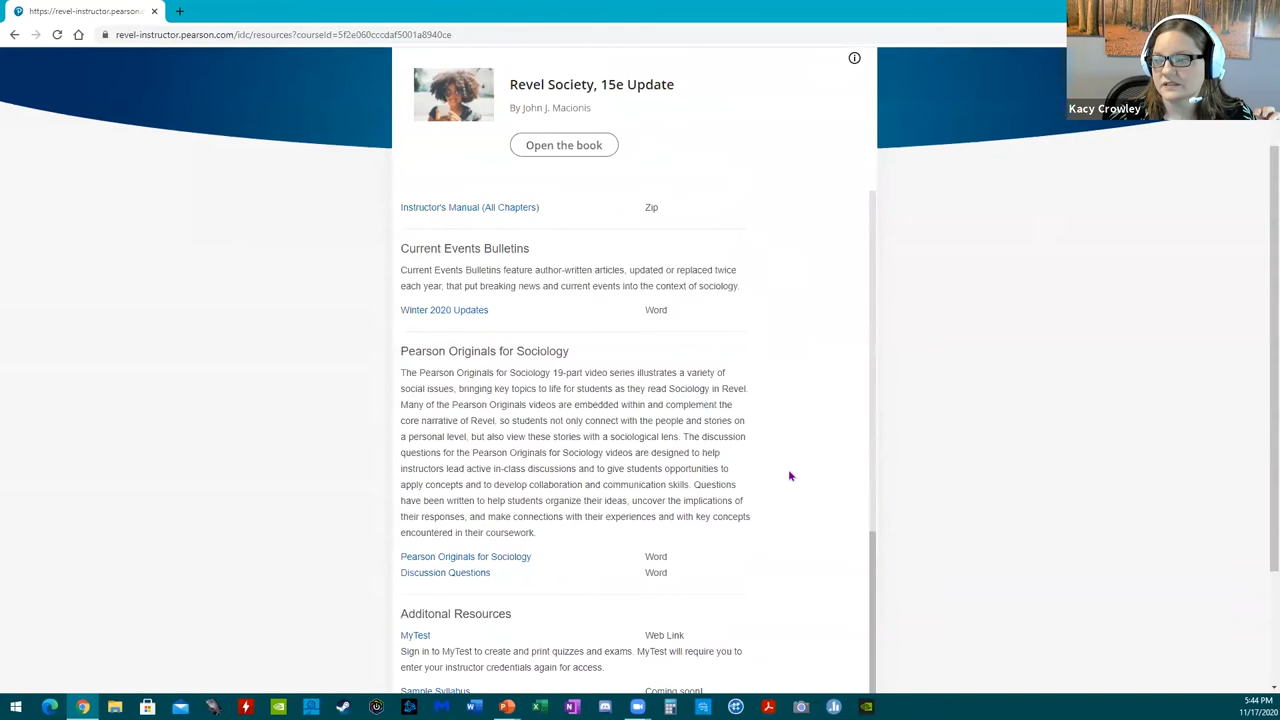 https://revel-instructor.pearson.
revel-instructor.pearson.com/idc/resources?courseId=5f2e060cccdaf5001a8940ce
Kacy Crowley
Revel Society, 15e Update
By John J. Macionis
Open the book
Instructor's Manual (All Chapters) Zip
Current Events Bulletins
Current Events Bulletins feature author-written articles, updated or replaced twice
each year, that put breaking news and current events into the context of sociology.
Winter 2020 Updates Word
Pearson Originals for Sociology
The Pearson Originals for Sociology 19-part video series illustrates a variety of
social issues, bringing key topics to life for students as they read Sociology in Revel.
Many of the Pearson Originals videos are embedded within and complement the
core narrative of Revel, so students not only connect with the people and stories on
a personal level, but also view these stories with a sociological lens. The discussion
questions for the Pearson Originals for Sociology videos are designed to help
instructors lead active in-class discussions and to give students opportunities to
apply concepts and to develop collaboration and communication skills. Questions
have been written to help students organize their ideas, uncover the implications of
their responses, and make connections with their experiences and with key concepts
encountered in their coursework.
Pearson Originals for Sociology Word
Discussion Questions Word
Additonal Resources
MyTest Web Link
Sign in to MyTest to create and print quizzes and exams. MyTest will require you to
enter your instructor credentials again for access.
Sample Syllabus Coming soon!
5:44 PM
11/17/2020